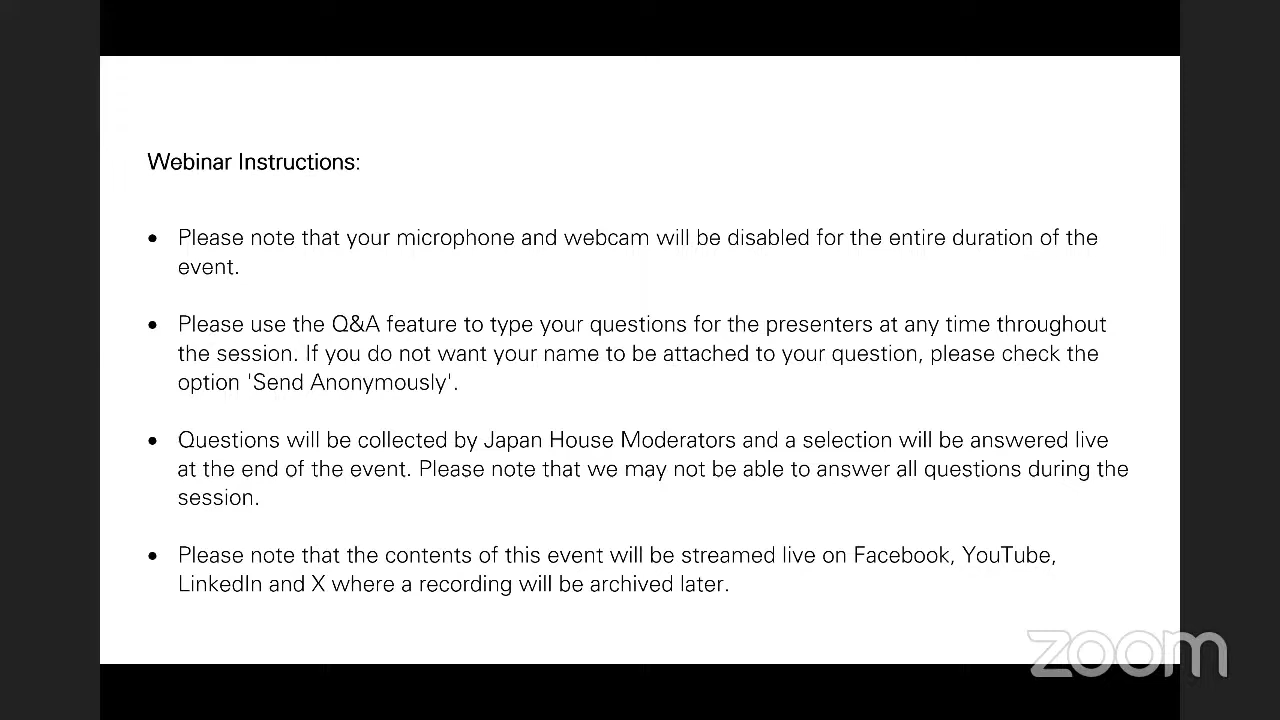 Webinar Instructions:
• Please note that your microphone and webcam will be disabled for the entire duration of the
event.
• Please use the Q&A feature to type your questions for the presenters at any time throughout
the session. If you do not want your name to be attached to your question, please check the
option 'Send Anonymously'.
• Questions will be collected by Japan House Moderators and a selection will be answered live
at the end of the event. Please note that we may not be able to answer all questions during the
session.
• Please note that the contents of this event will be streamed live on Facebook, YouTube,
LinkedIn and X where a recording will be archived later.
zoom